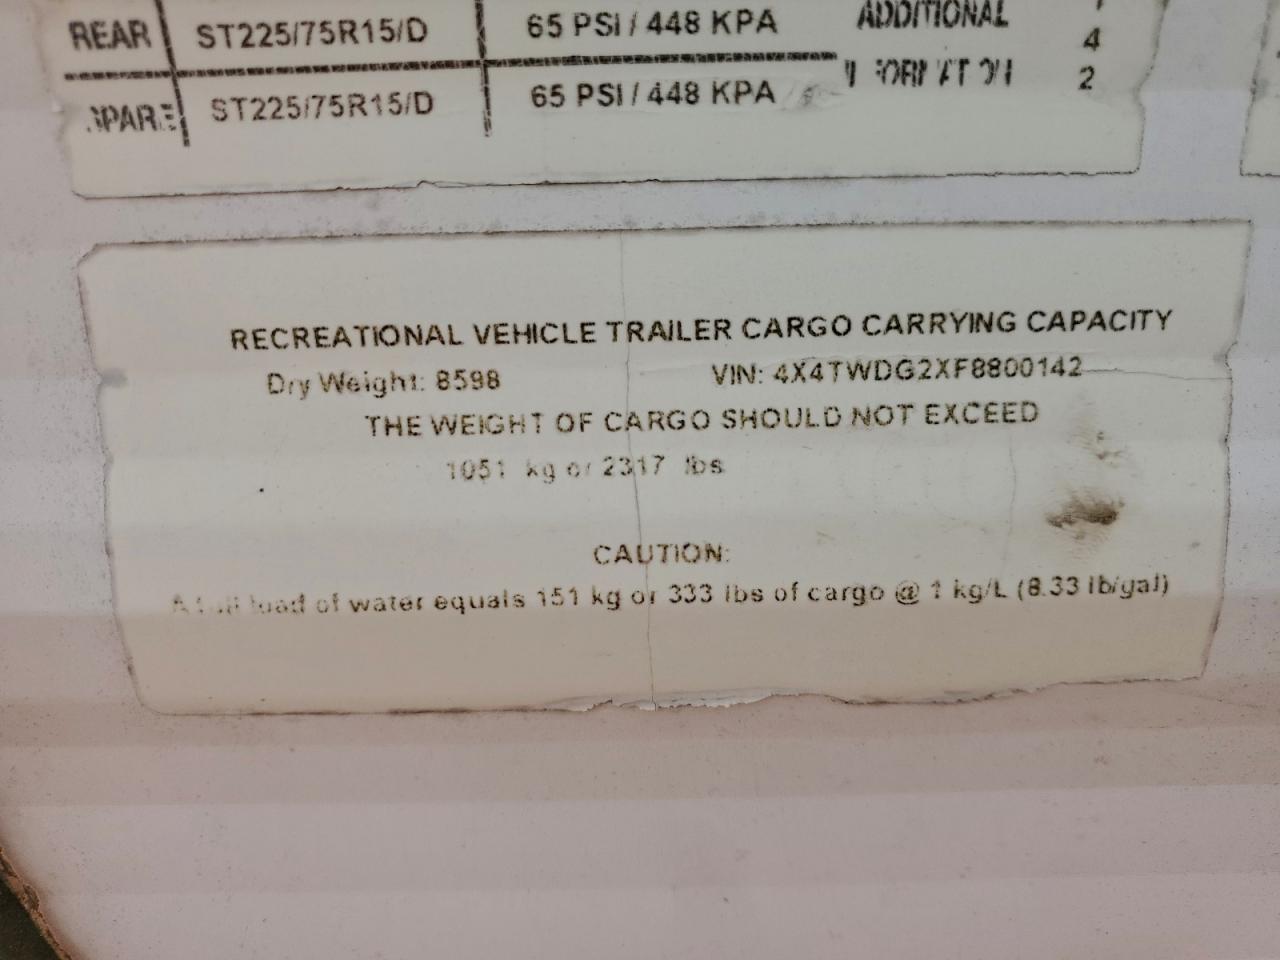 REAR ST225/75R15/D 65 PSI / 448 KPA ADDITIONAL
4
SPARE ST225/75R15/D 65 PSI / 448 KPA INFORMATION 2
RECREATIONAL VEHICLE TRAILER CARGO CARRYING CAPACITY
Dry Weight: 8598 VIN: 4X4TWDG2XF8800142
THE WEIGHT OF CARGO SHOULD NOT EXCEED
1051 kg or 2317 lbs
CAUTION:
A full load of water equals 151 kg or 333 lbs of cargo @ 1 kg/L (8.33 lb/gal)